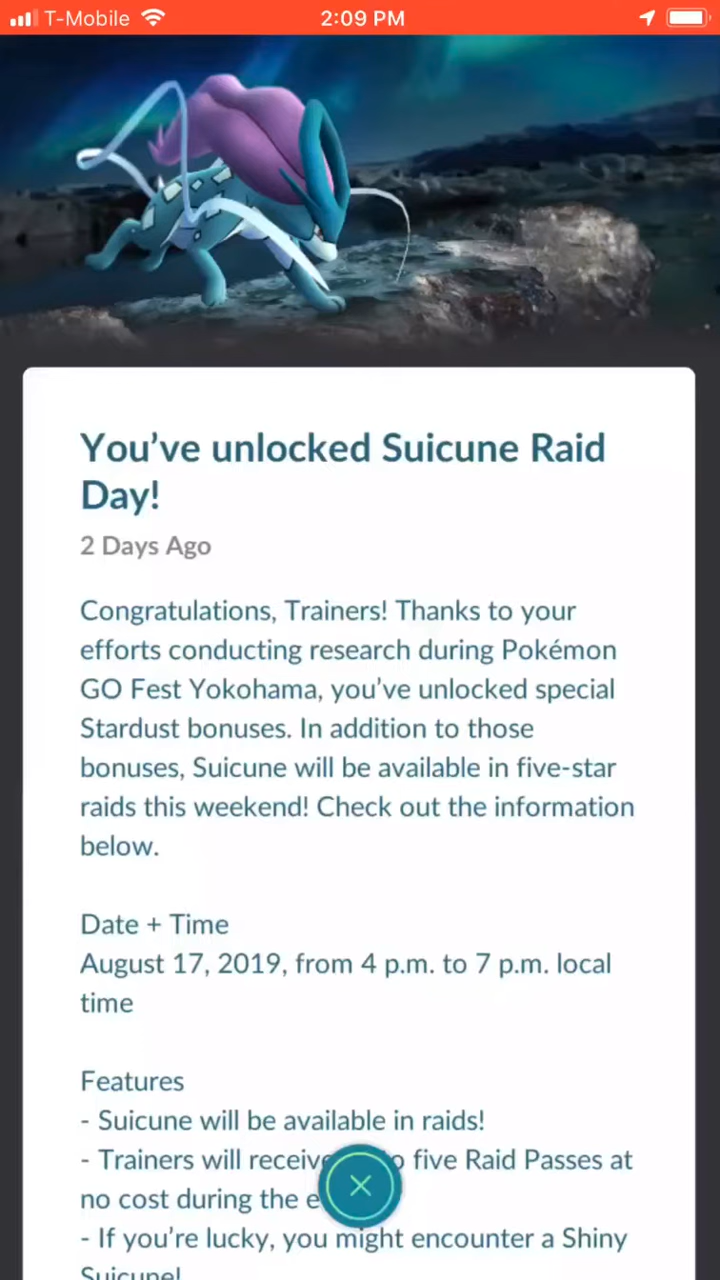 T-Mobile
2:09 PM
You've unlocked Suicune Raid
Day!
2 Days Ago
Congratulations, Trainers! Thanks to your
efforts conducting research during Pokémon
GO Fest Yokohama, you've unlocked special
Stardust bonuses. In addition to those
bonuses, Suicune will be available in five-star
raids this weekend! Check out the information
below.
Date + Time
August 17, 2019, from 4 p.m. to 7 p.m. local
time
Features
- Suicune will be available in raids!
- Trainers will five Raid Passes at
no cost during the
- If you're lucky, you might encounter a Shiny
Suicune!